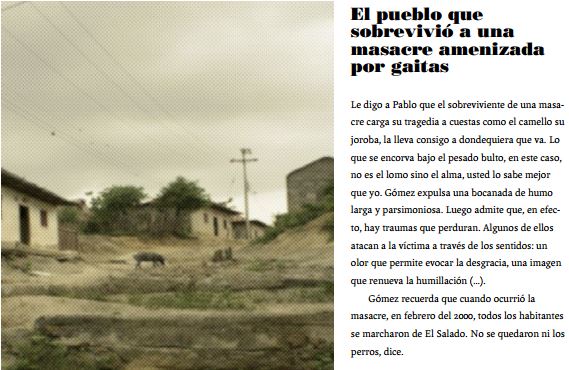 El pueblo que
sobrevivió a una
masacre amenizada
por gaitas
Le digo a Pablo que el sobreviviente de una masa-
cre carga su tragedia a cuestas como el camello su
joroba, la lleva consigo a dondequiera que va. Lo
que se encorva bajo el pesado bulto, en este caso,
no es el lomo sino el alma, usted lo sabe mejor
que yo. Gómez expulsa una bocanada de humo
larga y parsimoniosa. Luego admite que, en efec-
to, hay traumas que perduran. Algunos de ellos
atacan a la víctima a través de los sentidos: un
olor que permite evocar la desgracia, una imagen
que renueva la humillación (...).
Gómez recuerda que cuando ocurrió la
masacre, en febrero del 2000, todos los habitantes
se marcharon de El Salado. No se quedaron ni los
perros, dice.